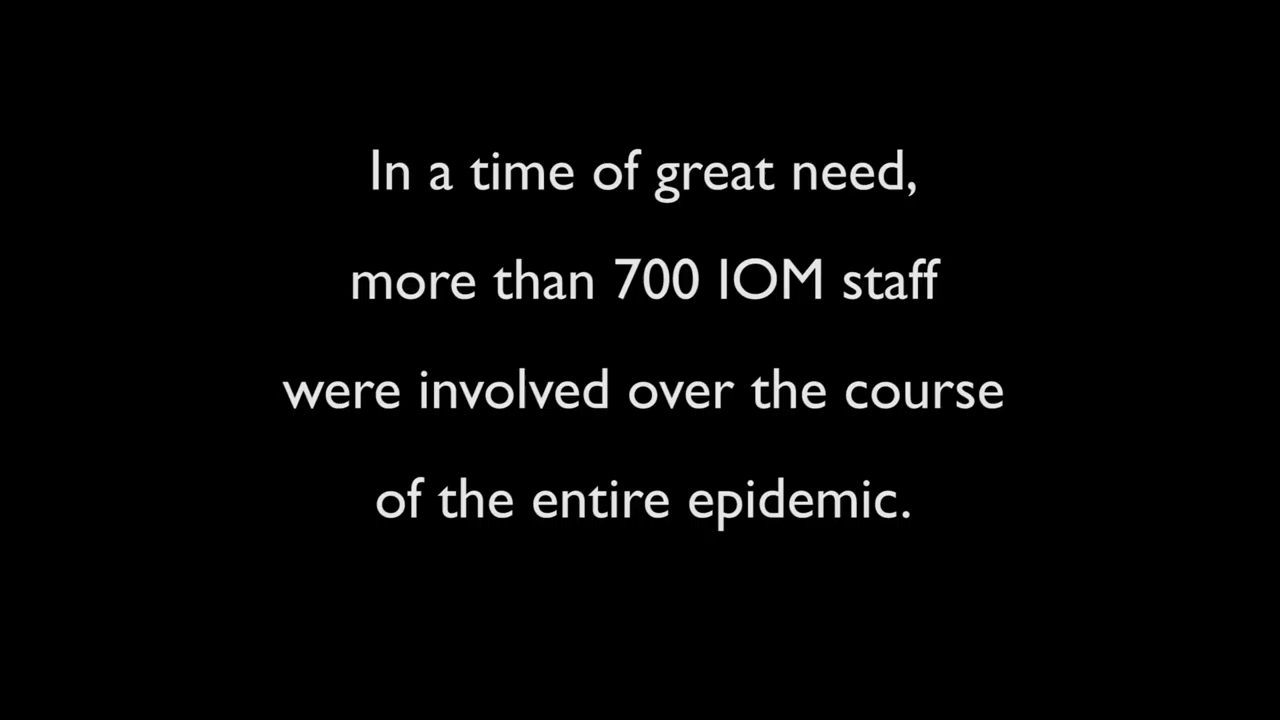 In a time of great need,
more than 700 IOM staff
were involved over the course
of the entire epidemic.